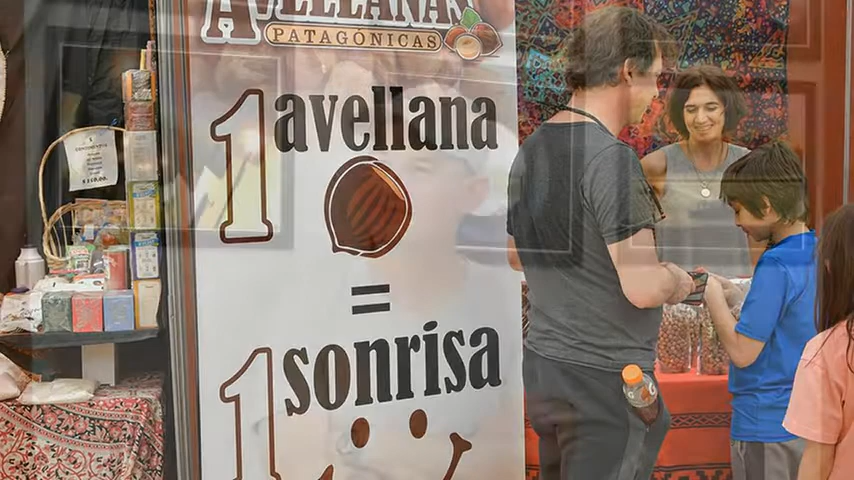 AVELLANAS
PATAGÓNICAS
1 avellana
=
1 sonrisa